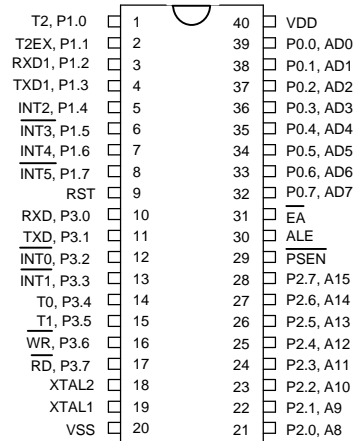 T2, P1.0 1 40 VDD
T2EX, P1.1 2 39 P0.0, AD0
RXD1, P1.2 3 38 P0.1, AD1
TXD1, P1.3 4 37 P0.2, AD2
INT2, P1.4 5 36 P0.3, AD3
INT3, P1.5 6 35 P0.4, AD4
INT4, P1.6 7 34 P0.5, AD5
INT5, P1.7 8 33 P0.6, AD6
RST 9 32 P0.7, AD7
RXD, P3.0 10 31 EA
TXD, P3.1 11 30 ALE
INT0, P3.2 12 29 PSEN
INT1, P3.3 13 28 P2.7, A15
T0, P3.4 14 27 P2.6, A14
T1, P3.5 15 26 P2.5, A13
WR, P3.6 16 25 P2.4, A12
RD, P3.7 17 24 P2.3, A11
XTAL2 18 23 P2.2, A10
XTAL1 19 22 P2.1, A9
VSS 20 21 P2.0, A8